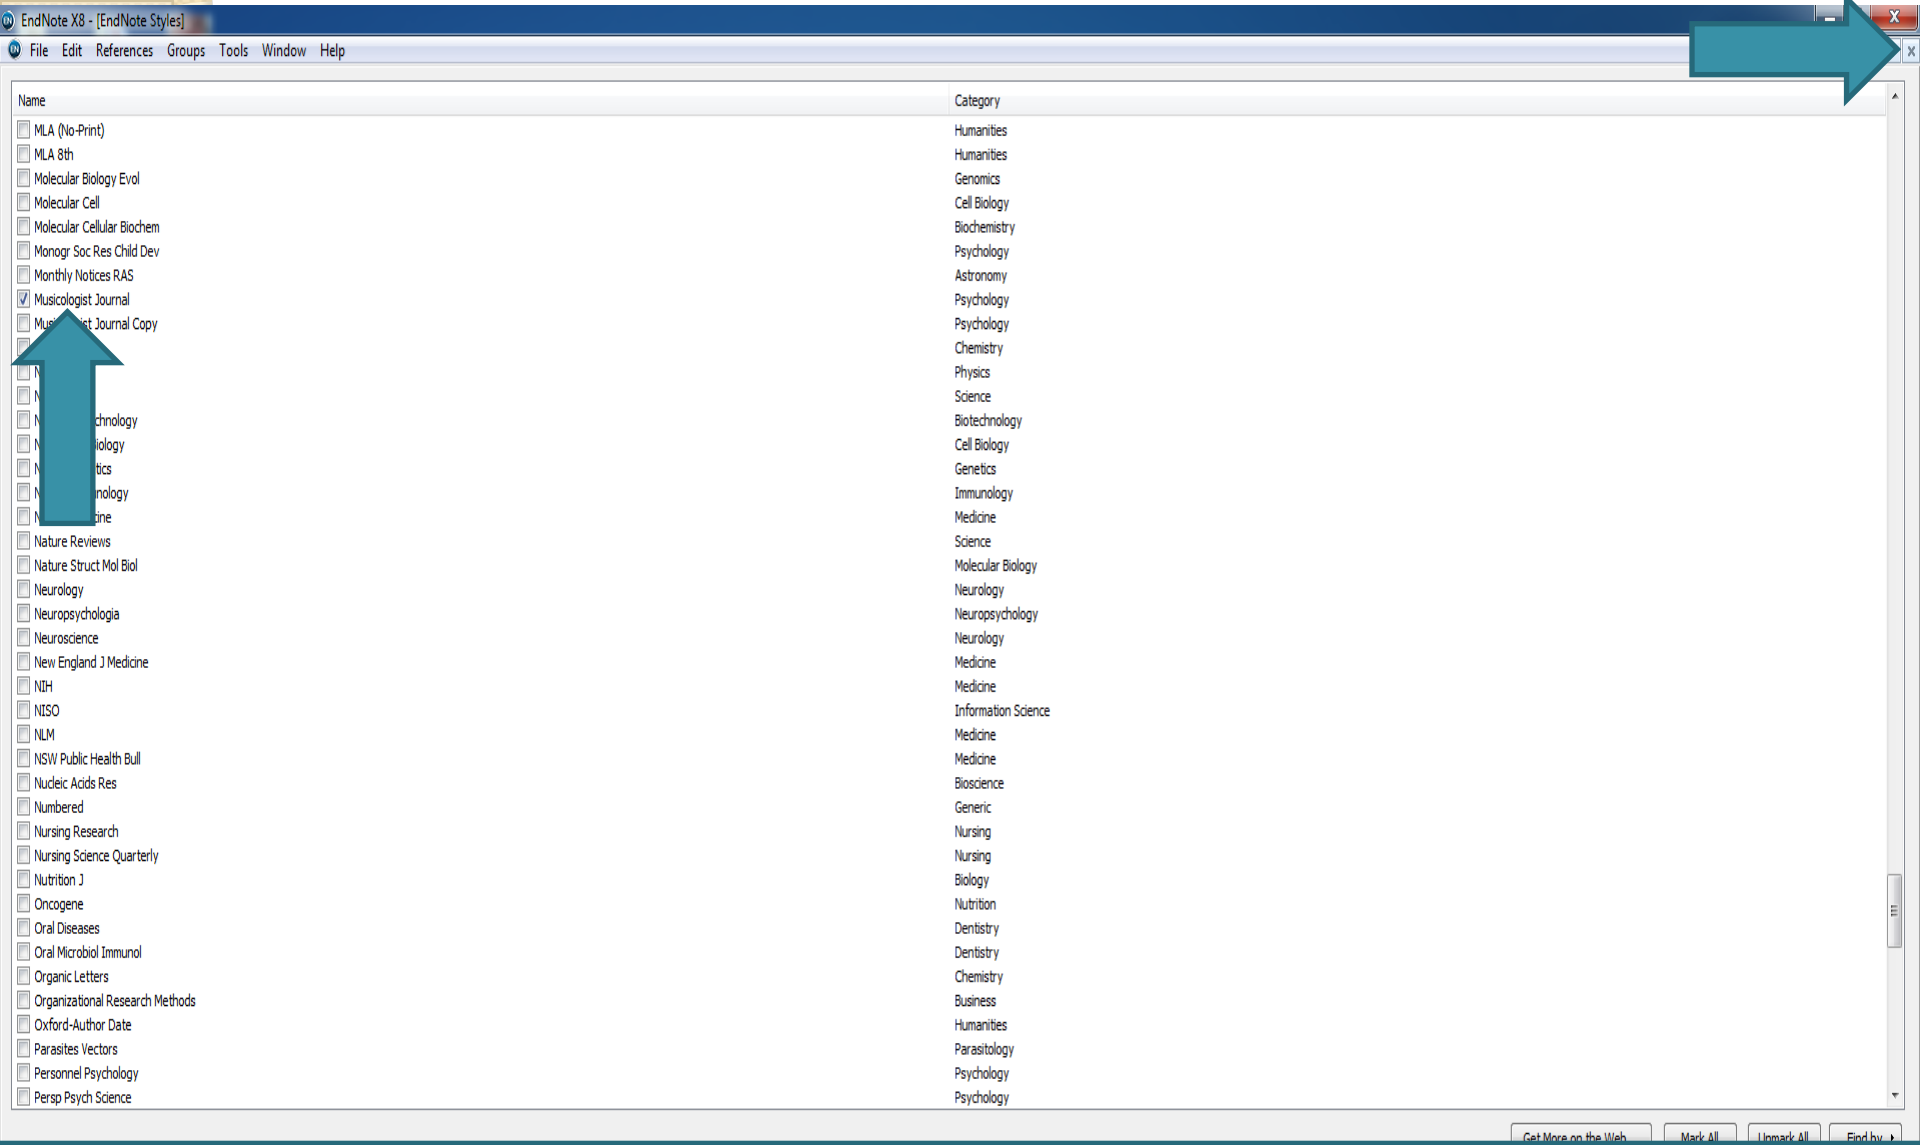 EndNote X8 - [EndNote Styles]
File Edit References Groups Tools Window Help
Name Category
MLA (No-Print) Humanities
MLA 8th Humanities
Molecular Biology Evol Genomics
Molecular Cell Cell Biology
Molecular Cellular Biochem Biochemistry
Monogr Soc Res Child Dev Psychology
Monthly Notices RAS Astronomy
Musicologist Journal Psychology
Journal Copy Psychology
Chemistry
Physics
Science
Biotechnology
Cell Biology
Genetics
Immunology
Medicine
Nature Reviews Science
Nature Struct Mol Biol Molecular Biology
Neurology Neurology
Neuropsychologia Neuropsychology
Neuroscience Neurology
New England J Medicine Medicine
NIH Medicine
NISO Information Science
NLM Medicine
NSW Public Health Bull Medicine
Nucleic Acids Res Bioscience
Numbered Generic
Nursing Research Nursing
Nursing Science Quarterly Nursing
Nutrition J Biology
Oncogene Nutrition
Oral Diseases Dentistry
Oral Microbiol Immunol Dentistry
Organic Letters Chemistry
Organizational Research Methods Business
Oxford-Author Date Humanities
Parasites Vectors Parasitology
Personnel Psychology Psychology
Persp Psych Science Psychology
Get More on the Web... Mark All Unmark All Find by